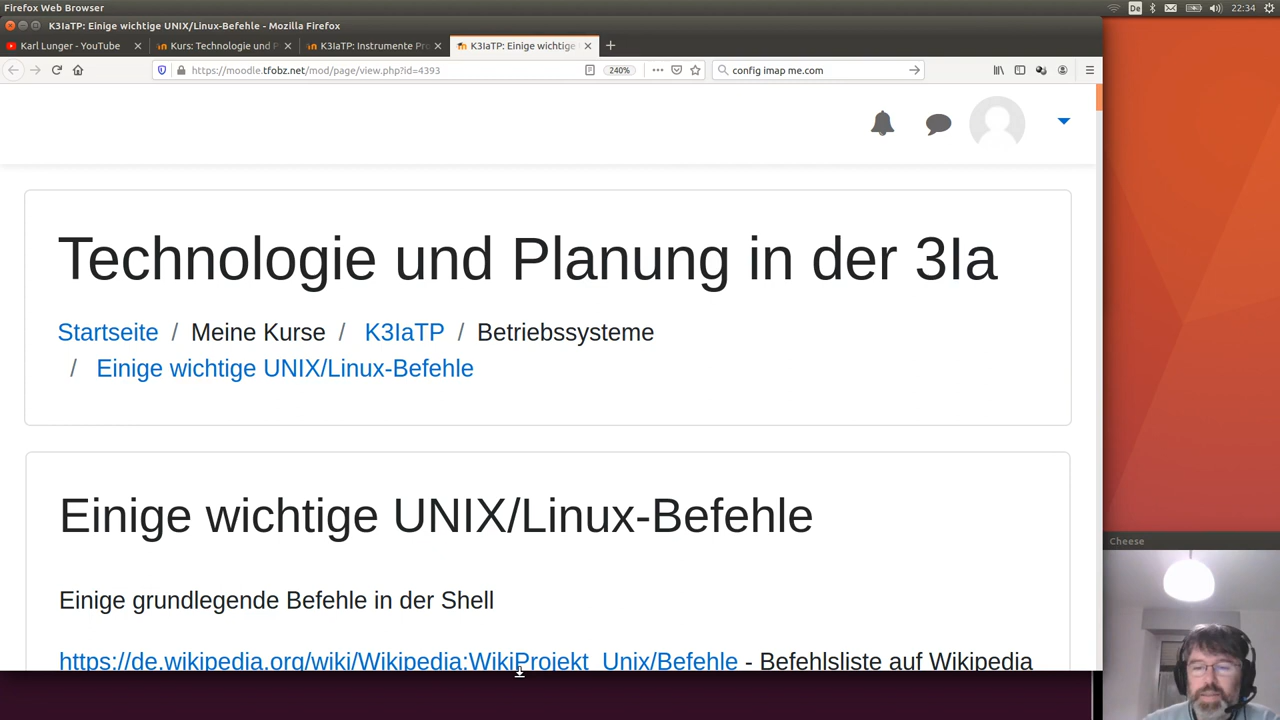 Firefox Web Browser
De
22:34
K3IaTP: Einige wichtige UNIX/Linux-Befehle - Mozilla Firefox
Karl Lunger - YouTube
Kurs: Technologie und P
K3IaTP: Instrumente Pro
K3IaTP: Einige wichtige
https://moodle.tfobz.net/mod/page/view.php?id=4393
240%
config imap me.com
Technologie und Planung in der 3Ia
Startseite / Meine Kurse / K3IaTP / Betriebssysteme
/ Einige wichtige UNIX/Linux-Befehle
Einige wichtige UNIX/Linux-Befehle
Cheese
Einige grundlegende Befehle in der Shell
https://de.wikipedia.org/wiki/Wikipedia:WikiProjekt_Unix/Befehle - Befehlsliste auf Wikipedia